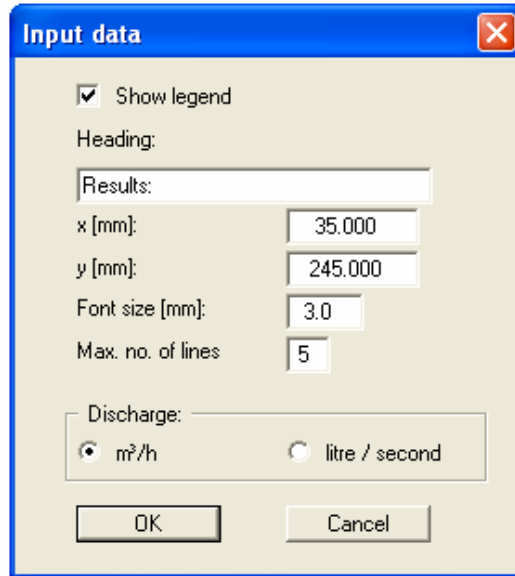 Input data
Show legend
Heading:
Results:
x [mm]: 35.000
y [mm]: 245.000
Font size [mm]: 3.0
Max. no. of lines 5
Discharge:
m³/h litre / second
OK Cancel